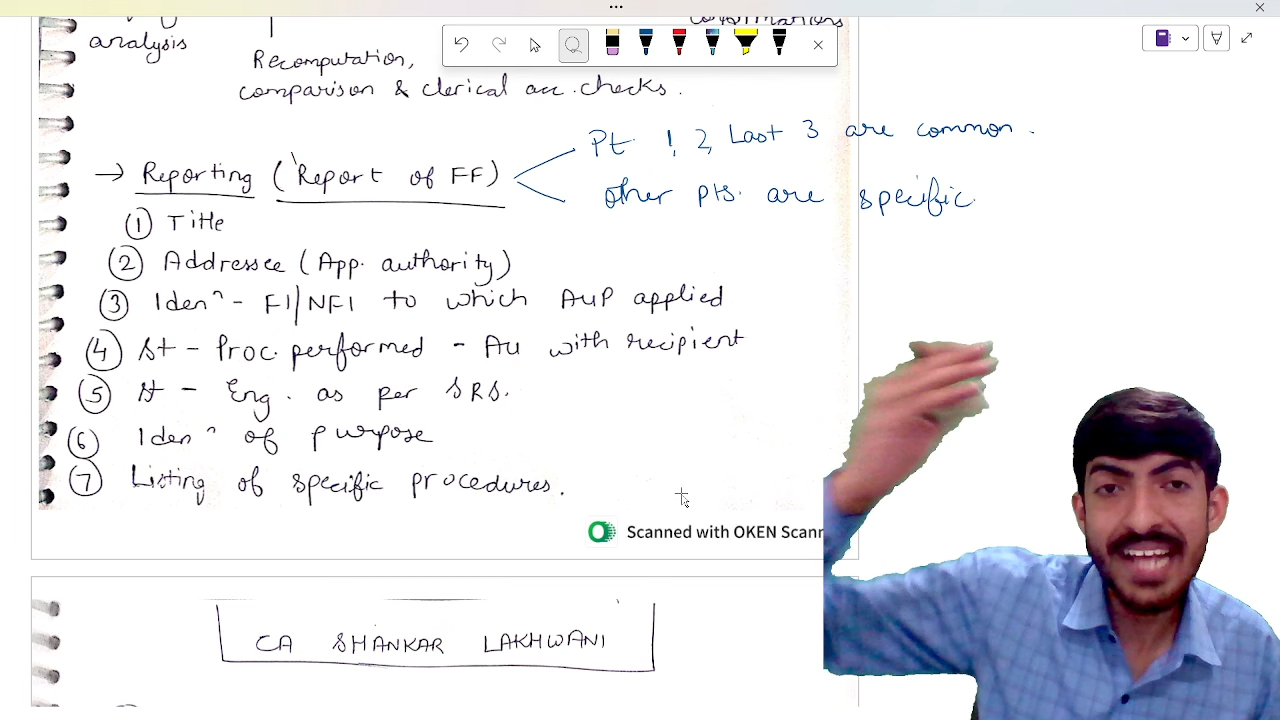 analysis
Recomputation,
comparison & clerical acc. checks.
→ Reporting (Report of FF)
Pt 1, 2, Last 3 are common.
other pts. are specific.
① Title
② Addressee (App. authority)
③ Idenⁿ - FI/NFI to which AUP applied
④ St - Proc. performed - AU with recipient
⑤ St - Eng. as per SRS.
⑥ Idenⁿ of purpose
⑦ Listing of specific procedures.
Scanned with OKEN Scann
CA SHANKAR LAKHWANI